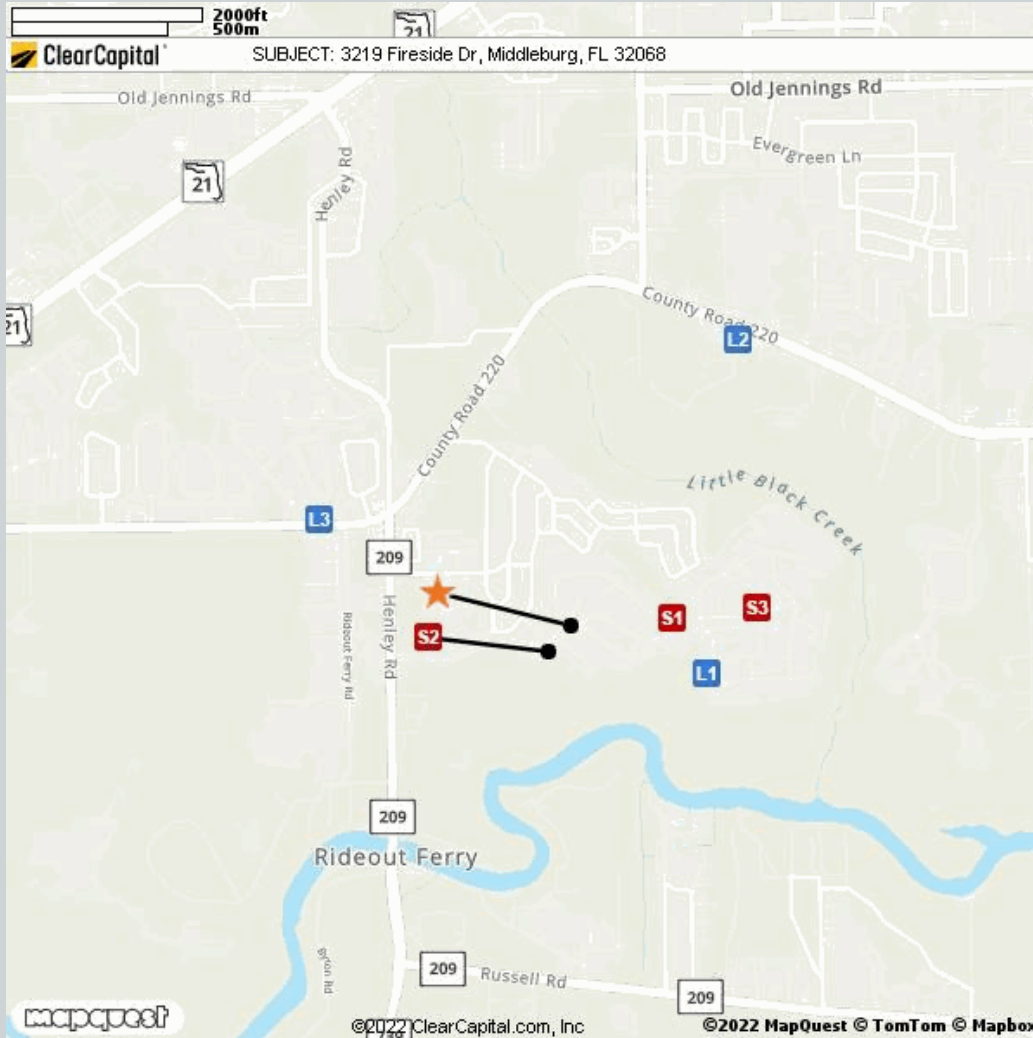 2000ft
500m
21
ClearCapital
SUBJECT: 3219 Fireside Dr, Middleburg, FL 32068
Old Jennings Rd
Old Jennings Rd
Evergreen Ln
Henley Rd
21
County Road 220
21
L2
County Road 220
Little Black Creek
L3
209
S1
S3
S2
Henley Rd
Rideout Ferry Rd
L1
209
Rideout Ferry
Byron Rd
209
Russell Rd
209
mapquest
©2022 ClearCapital.com, Inc
©2022 MapQuest © TomTom © Mapbox